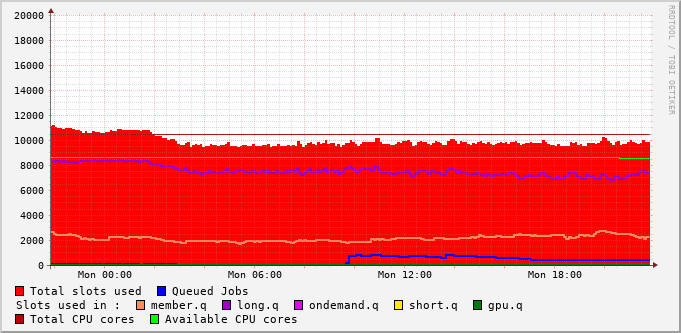 20000
18000
16000
14000
12000
10000
8000
6000
4000
2000
0
Mon 00:00 Mon 06:00 Mon 12:00 Mon 18:00
RRDTOOL / TOBI OETIKER
Total slots used Queued Jobs
Slots used in : member.q long.q ondemand.q short.q gpu.q
Total CPU cores Available CPU cores